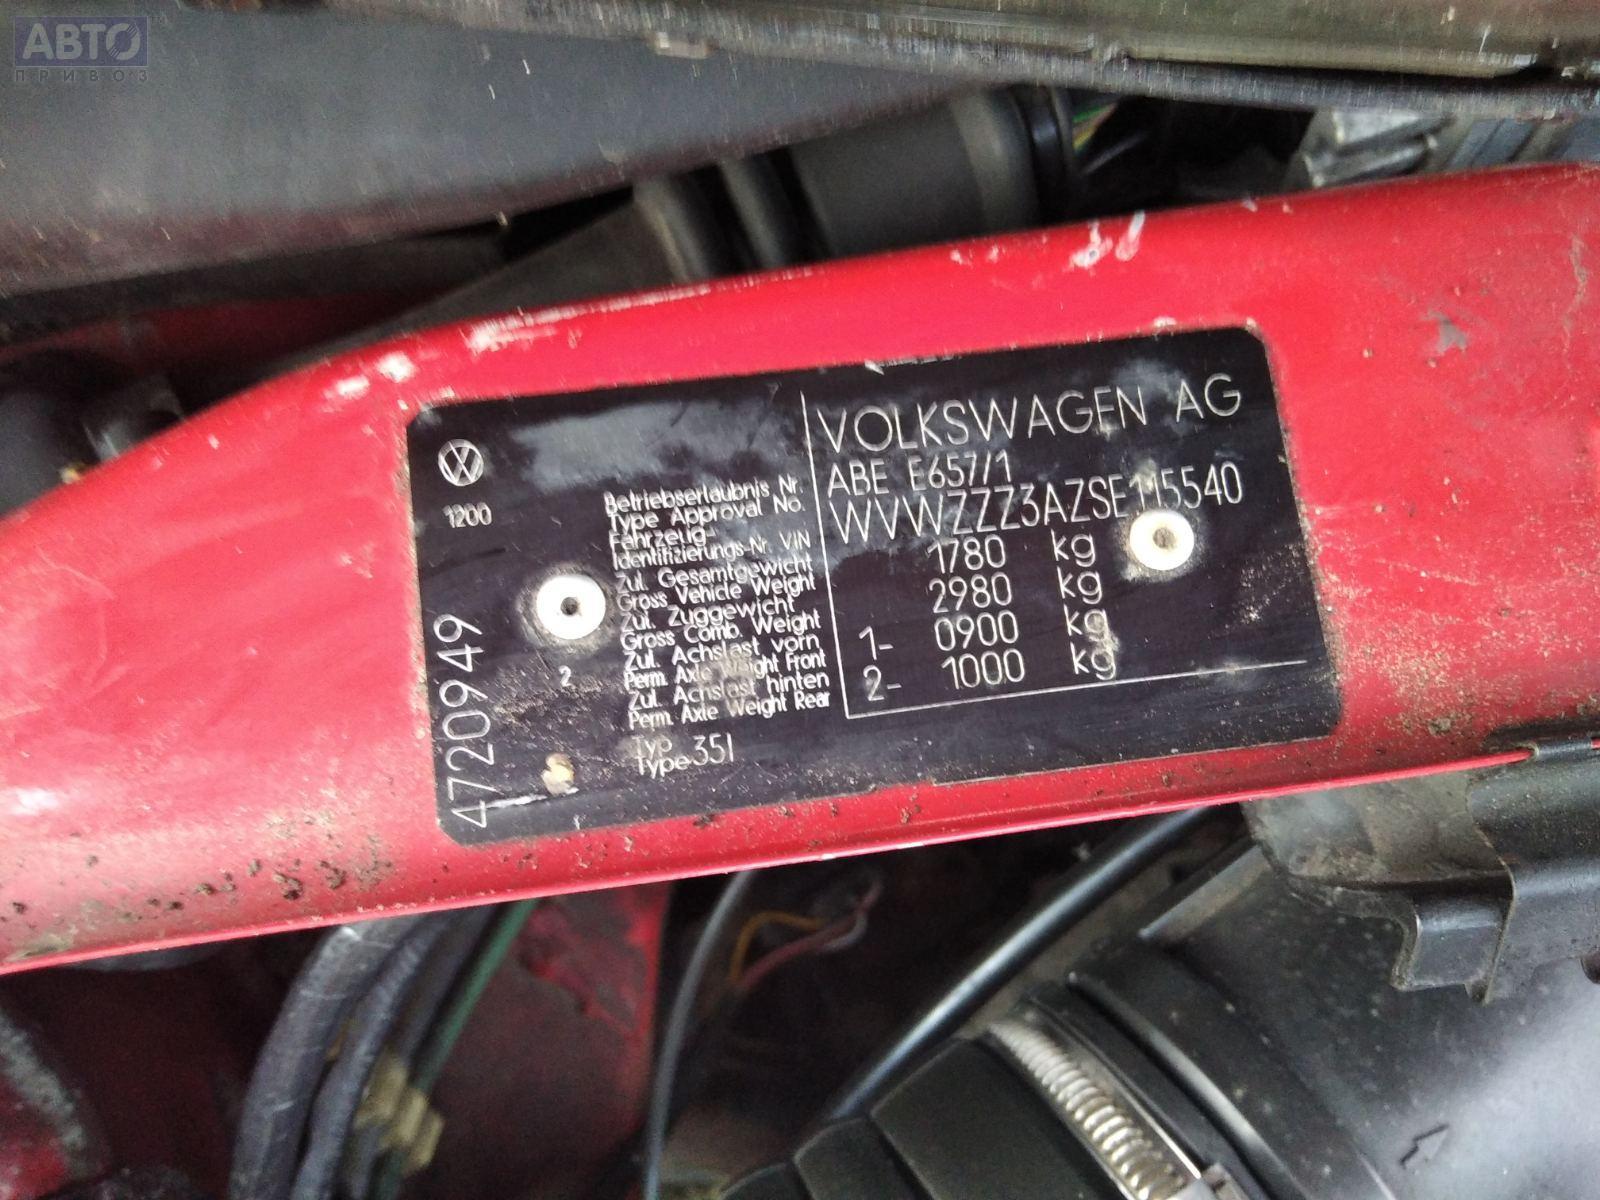 АВТО
ПРИВОЗ
VOLKSWAGEN AG
1200
Betriebserlaubnis Nr.
Type Approval No.
ABE E657/1
Fahrzeug-
Identifizierungs-Nr. VIN
WVWZZZ3AZSE115540
Zul. Gesamtgewicht
Gross Vehicle Weight
1780 kg
Zul. Zuggewicht
Gross Comb. Weight
2980 kg
2
Zul. Achslast vorn
Perm. Axle Weight Front
1- 0900 kg
Zul. Achslast hinten
Perm. Axle Weight Rear
2- 1000 kg
Typ
Type 35I
4720949